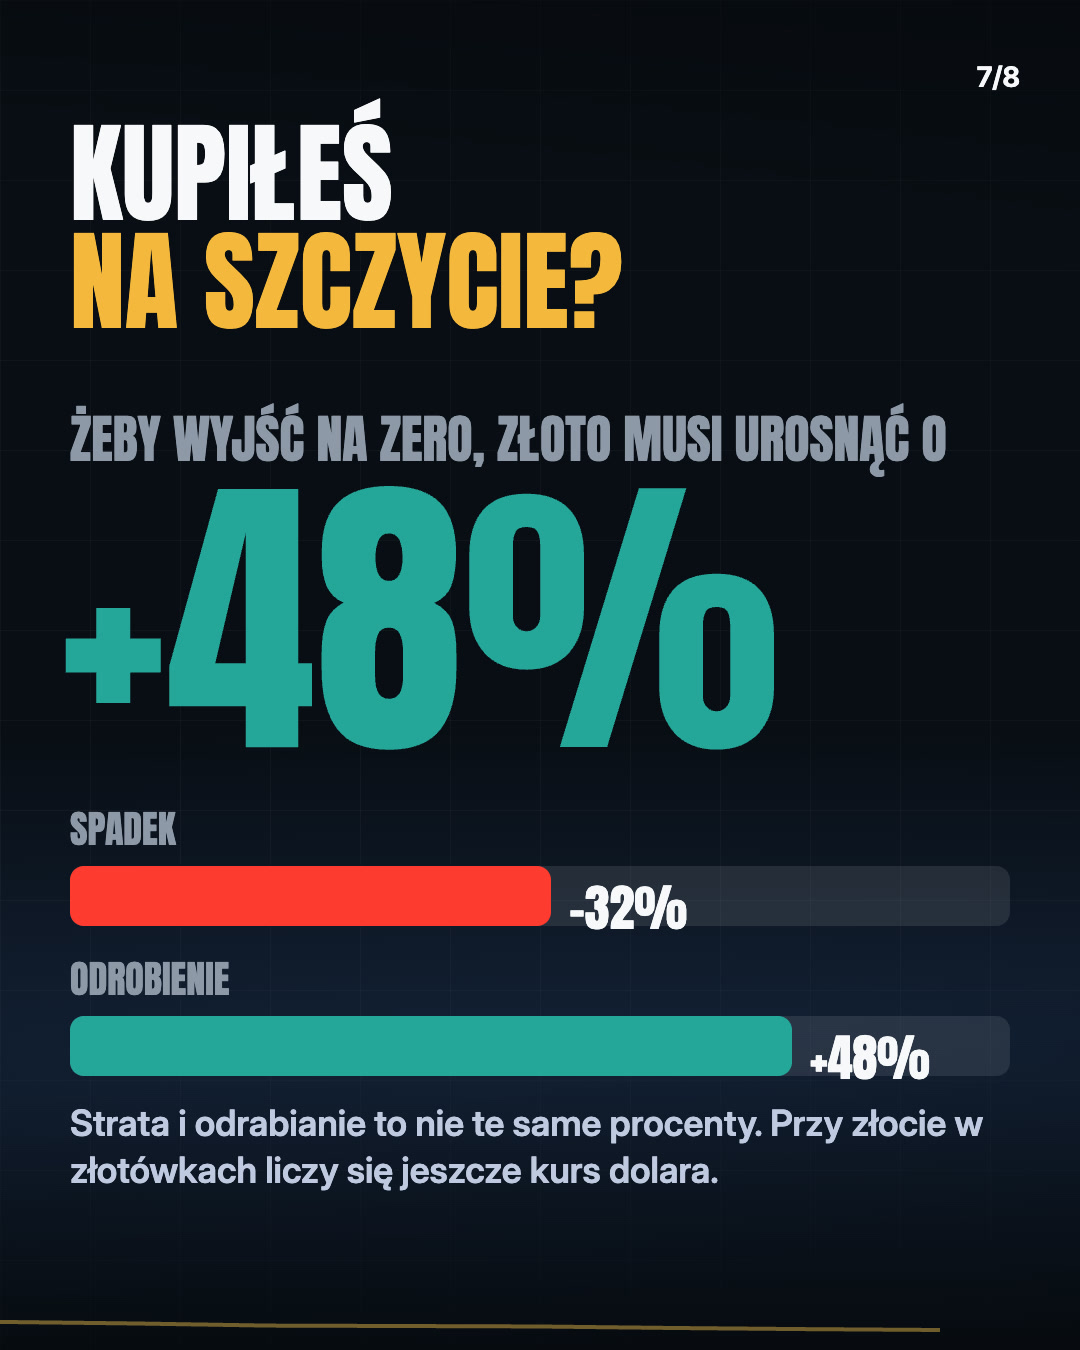 7/8
KUPIŁEŚ
NA SZCZYCIE?
ŻEBY WYJŚĆ NA ZERO, ZŁOTO MUSI UROSNĄĆ O
+48%
SPADEK
-32%
ODROBIENIE
+48%
Strata i odrabianie to nie te same procenty. Przy złocie w
złotówkach liczy się jeszcze kurs dolara.